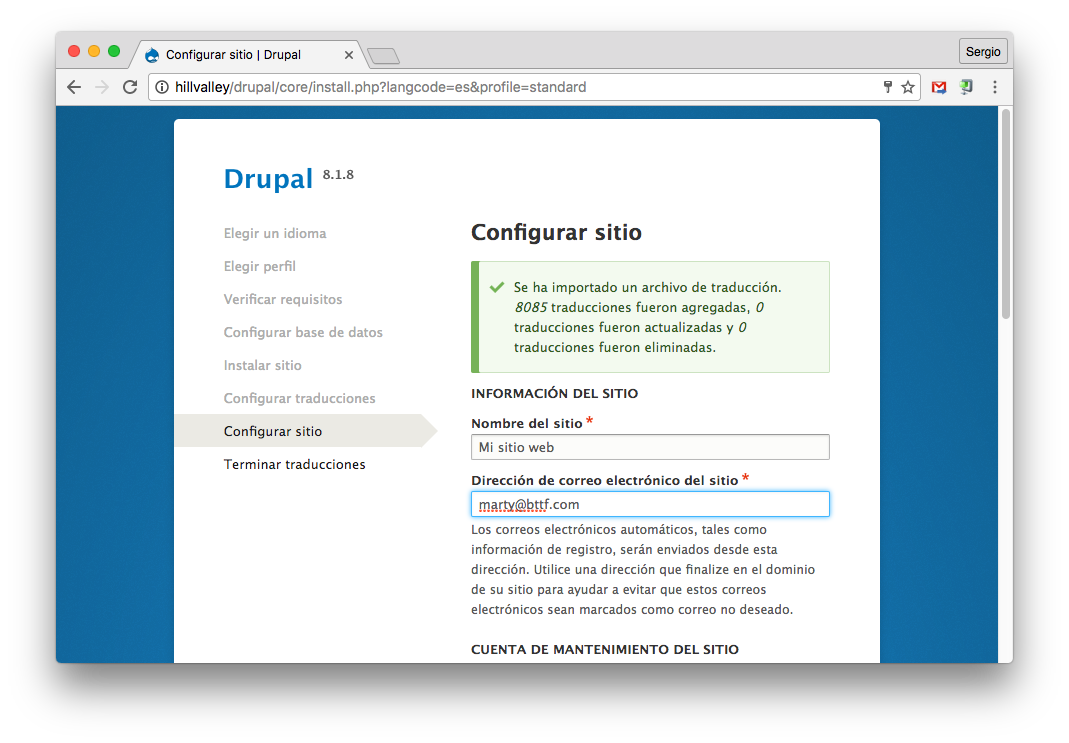 Configurar sitio | Drupal
Sergio
hillvalley/drupal/core/install.php?langcode=es&profile=standard
Drupal 8.1.8
Elegir un idioma
Elegir perfil
Verificar requisitos
Configurar base de datos
Instalar sitio
Configurar traducciones
Configurar sitio
Terminar traducciones
Configurar sitio
Se ha importado un archivo de traducción.
8085 traducciones fueron agregadas, 0
traducciones fueron actualizadas y 0
traducciones fueron eliminadas.
INFORMACIÓN DEL SITIO
Nombre del sitio *
Mi sitio web
Dirección de correo electrónico del sitio *
marty@bttf.com
Los correos electrónicos automáticos, tales como
información de registro, serán enviados desde esta
dirección. Utilice una dirección que finalize en el dominio
de su sitio para ayudar a evitar que estos correos
electrónicos sean marcados como correo no deseado.
CUENTA DE MANTENIMIENTO DEL SITIO